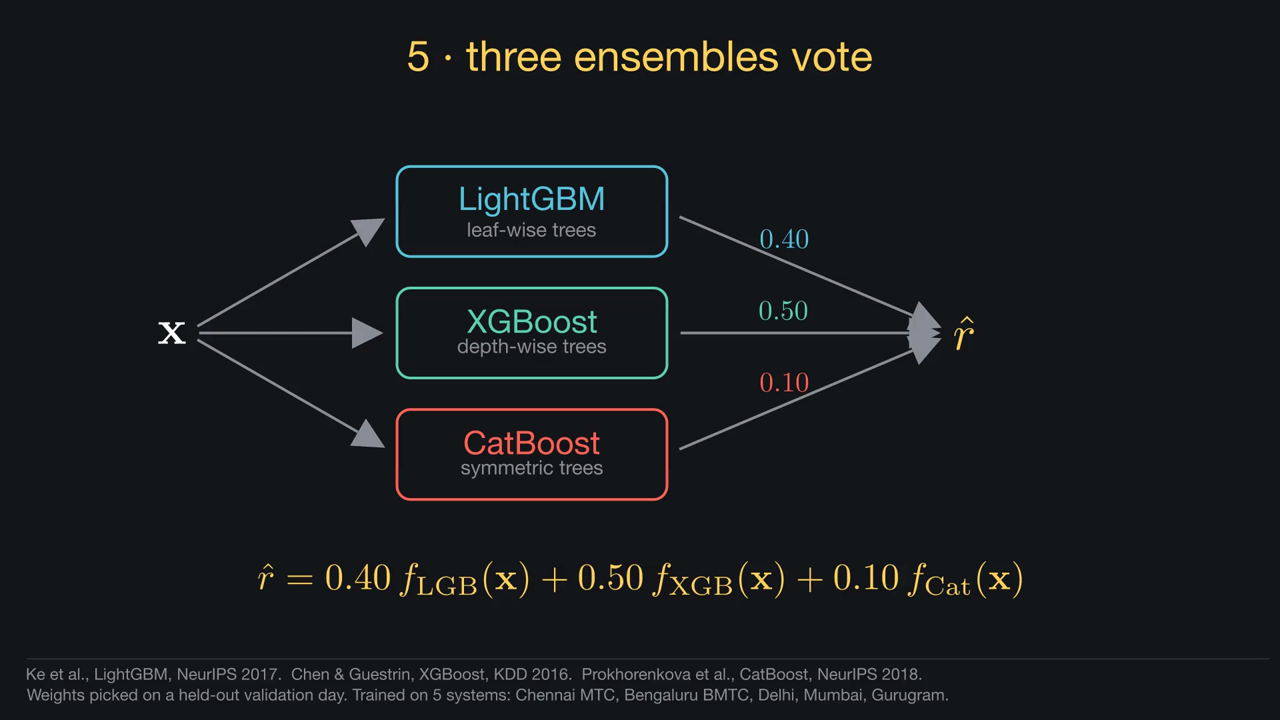 5 · three ensembles vote
LightGBM
leaf-wise trees
0.40
XGBoost
depth-wise trees
0.50
x
r̂
CatBoost
symmetric trees
0.10
r̂ = 0.40 f_LGB(x) + 0.50 f_XGB(x) + 0.10 f_Cat(x)
Ke et al., LightGBM, NeurIPS 2017. Chen & Guestrin, XGBoost, KDD 2016. Prokhorenkova et al., CatBoost, NeurIPS 2018.
Weights picked on a held-out validation day. Trained on 5 systems: Chennai MTC, Bengaluru BMTC, Delhi, Mumbai, Gurugram.